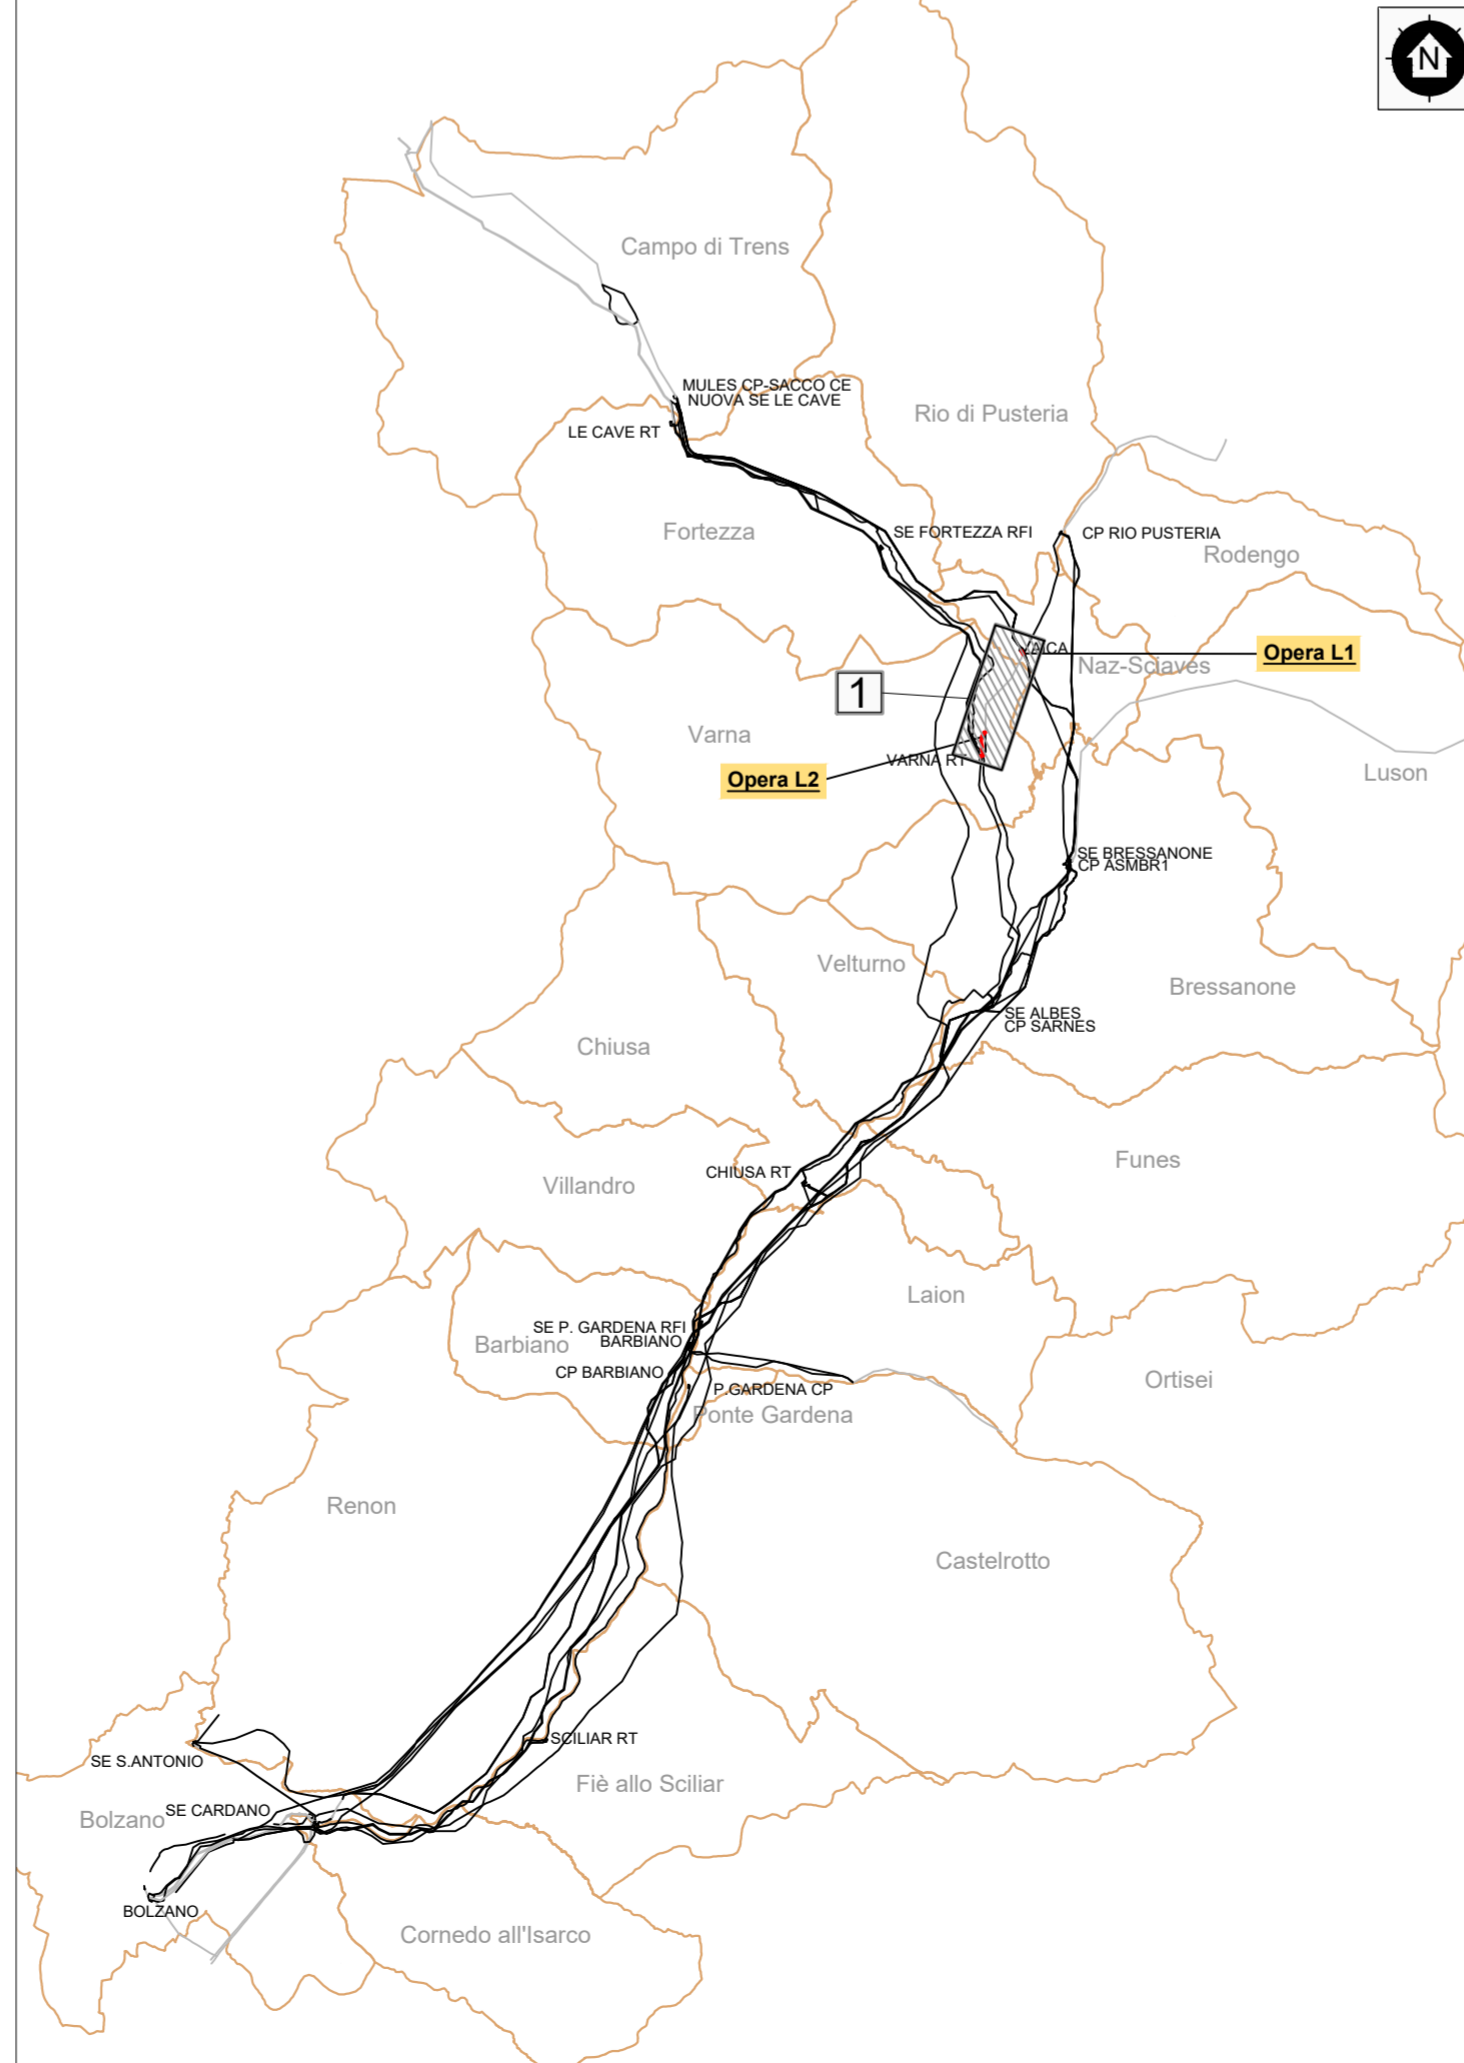 N
Campo di Trens
MULES CP-SACCO CE
NUOVA SE LE CAVE
Rio di Pusteria
LE CAVE RT
Fortezza
SE FORTEZZA RFI
CP RIO PUSTERIA
Rodengo
AICA
Opera L1
Naz-Sciaves
1
Varna
VARNA RT
Opera L2
Luson
SE BRESSANONE
CP ASMBR1
Velturno
Bressanone
SE ALBES
CP SARNES
Chiusa
Funes
CHIUSA RT
Villandro
Laion
SE P. GARDENA RFI
BARBIANO
Barbiano
CP BARBIANO
Ortisei
P.GARDENA CP
Ponte Gardena
Renon
Castelrotto
SCILIAR RT
SE S.ANTONIO
Fiè allo Sciliar
SE CARDANO
Bolzano
BOLZANO
Cornedo all'Isarco